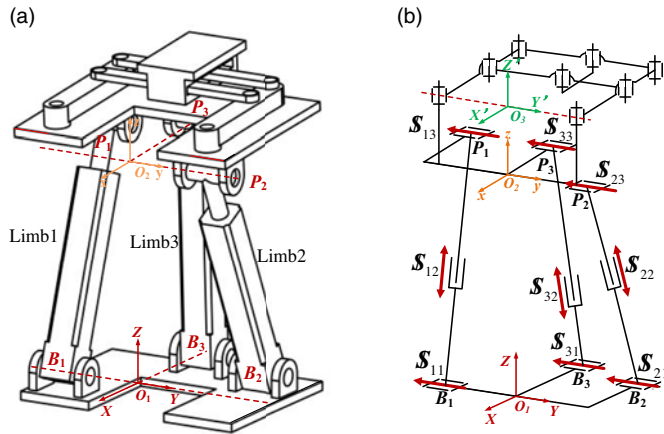 (a)
P₃
P₁
O₂
y
P₂
Limb1
Limb3
Limb2
Z
B₁
B₃
B₂
X
O₁
Y
(b)
Z'
X'
Y'
O₃
$₁₃
$₃₃
P₁
z
P₃
$₂₃
O₂
y
x
P₂
$₁₂
$₃₂
$₂₂
Z
$₁₁
$₃₁
$₂₁
B₁
B₃
B₂
X
O₁
Y